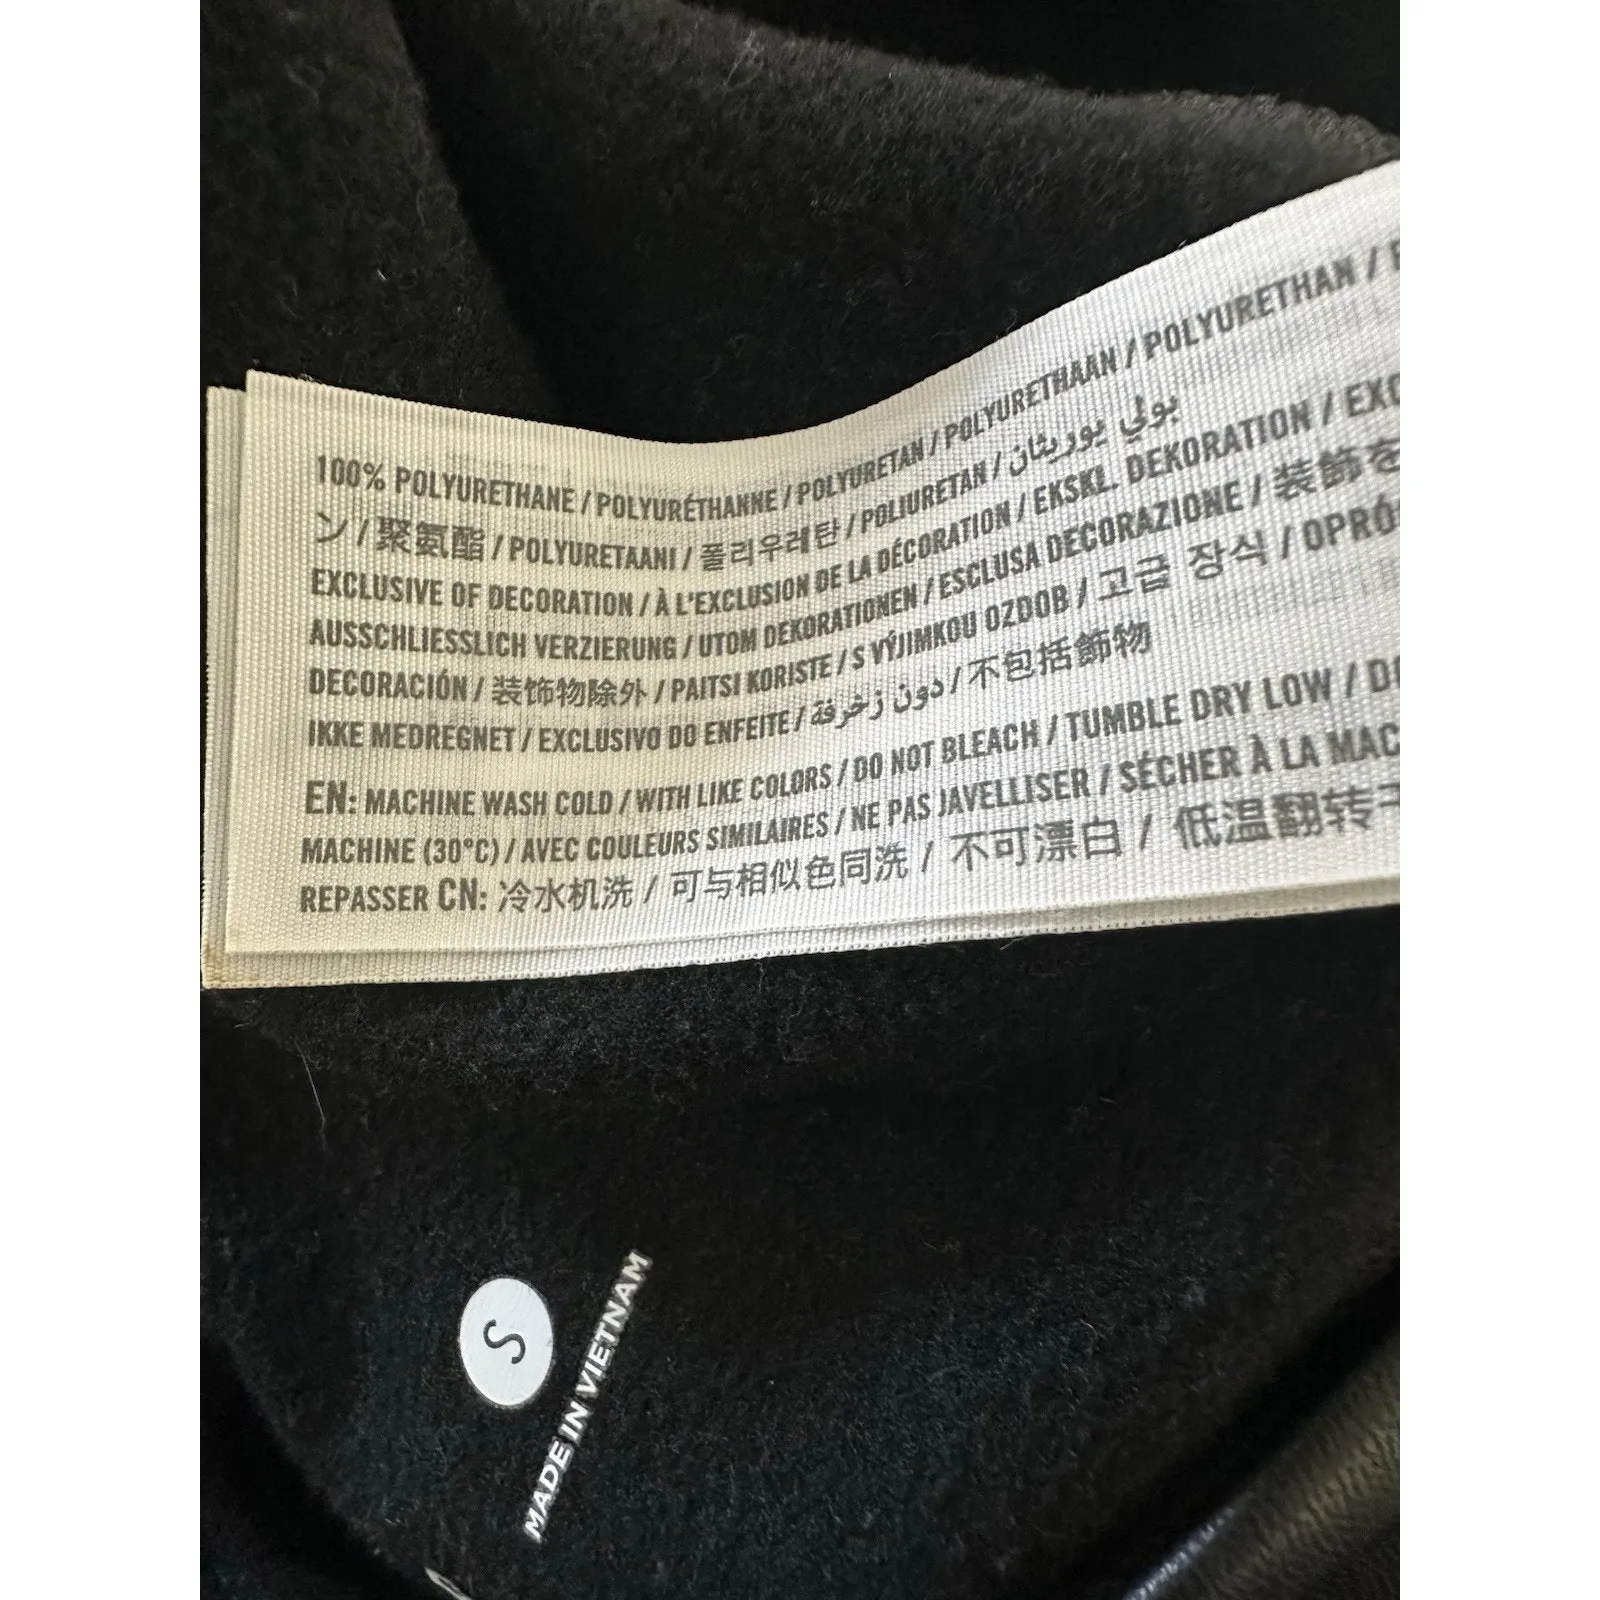 100% POLYURETHANE / POLYURÉTHANNE / POLYURETAN / POLYURETHAAN / POLYURETHAN /
ン / 聚氨酯 / POLYURETAANI / 폴리우레탄 / POLIURETAN / بولي يوريثان
EXCLUSIVE OF DECORATION / À L'EXCLUSION DE LA DÉCORATION / EKSKL. DEKORATION /
AUSSCHLIESSLICH VERZIERUNG / UTOM DEKORATIONEN / ESCLUSA DECORAZIONE / 装飾を
DECORACIÓN / 装饰物除外 / PAITSI KORISTE / S VÝJIMKOU OZDOB / 고급 장식 /
IKKE MEDREGNET / EXCLUSIVO DO ENFEITE / دون زخرفة / 不包括飾物
EN: MACHINE WASH COLD / WITH LIKE COLORS / DO NOT BLEACH / TUMBLE DRY LOW /
MACHINE (30°C) / AVEC COULEURS SIMILAIRES / NE PAS JAVELLISER / SÉCHER À LA
REPASSER CN: 冷水机洗 / 可与相似色同洗 / 不可漂白 / 低温翻转
S
MADE IN VIETNAM